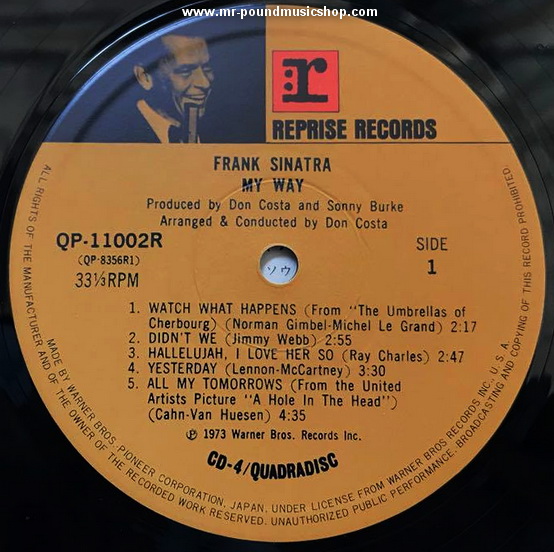 www.mr-poundmusicshop.com
r
REPRISE RECORDS
FRANK SINATRA
MY WAY
Produced by Don Costa and Sonny Burke
Arranged & Conducted by Don Costa
QP-11002R
(QP-8356R1)
33⅓RPM
SIDE
1
ソウ
1. WATCH WHAT HAPPENS (From "The Umbrellas of
Cherbourg) (Norman Gimbel-Michel Le Grand) 2:17
2. DIDN'T WE (Jimmy Webb) 2:55
3. HALLELUJAH, I LOVE HER SO (Ray Charles) 2:47
4. YESTERDAY (Lennon-McCartney) 3:30
5. ALL MY TOMORROWS (From the United
Artists Picture "A Hole In The Head")
(Cahn-Van Huesen) 4:35
℗ 1973 Warner Bros. Records Inc.
CD-4/QUADRADISC
ALL RIGHTS OF THE MANUFACTURER AND OF THE OWNER OF THE RECORDED WORK RESERVED. UNAUTHORIZED PUBLIC PERFORMANCE, BROADCASTING AND COPYING OF THIS RECORD PROHIBITED.
MADE BY WARNER BROS.-PIONEER CORPORATION, JAPAN, UNDER LICENSE FROM WARNER BROS RECORDS INC., U.S.A.